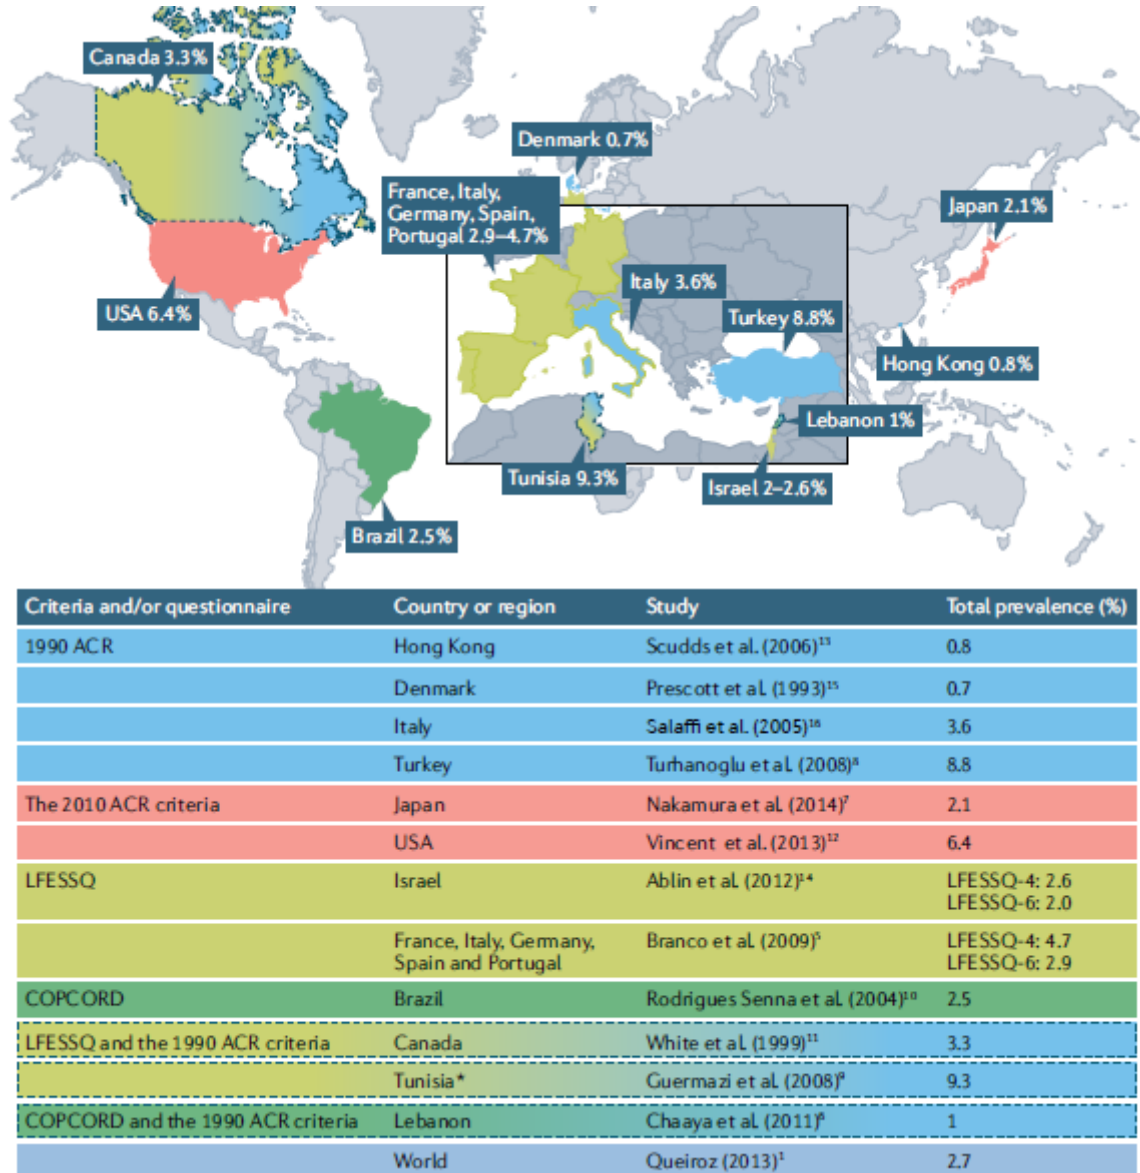 Canada 3.3%
Denmark 0.7%
France, Italy,
Germany, Spain,
Portugal 2.9–4.7%
Japan 2.1%
Italy 3.6%
USA 6.4%
Turkey 8.8%
Hong Kong 0.8%
Lebanon 1%
Tunisia 9.3%
Israel 2–2.6%
Brazil 2.5%
Criteria and/or questionnaire Country or region Study Total prevalence (%)
1990 ACR Hong Kong Scudds et al. (2006)¹³ 0.8
Denmark Prescott et al. (1993)¹⁵ 0.7
Italy Salaffi et al. (2005)¹⁶ 3.6
Turkey Turhanoglu et al. (2008)⁸ 8.8
The 2010 ACR criteria Japan Nakamura et al. (2014)⁷ 2.1
USA Vincent et al. (2013)¹² 6.4
LFESSQ Israel Ablin et al. (2012)¹⁴ LFESSQ-4: 2.6
LFESSQ-6: 2.0
France, Italy, Germany, Branco et al. (2009)⁵ LFESSQ-4: 4.7
Spain and Portugal LFESSQ-6: 2.9
COPCORD Brazil Rodrigues Senna et al. (2004)¹⁰ 2.5
LFESSQ and the 1990 ACR criteria Canada White et al. (1999)¹¹ 3.3
Tunisia* Guermazi et al. (2008)⁹ 9.3
COPCORD and the 1990 ACR criteria Lebanon Chaaya et al. (2011)⁶ 1
World Queiroz (2013)¹ 2.7